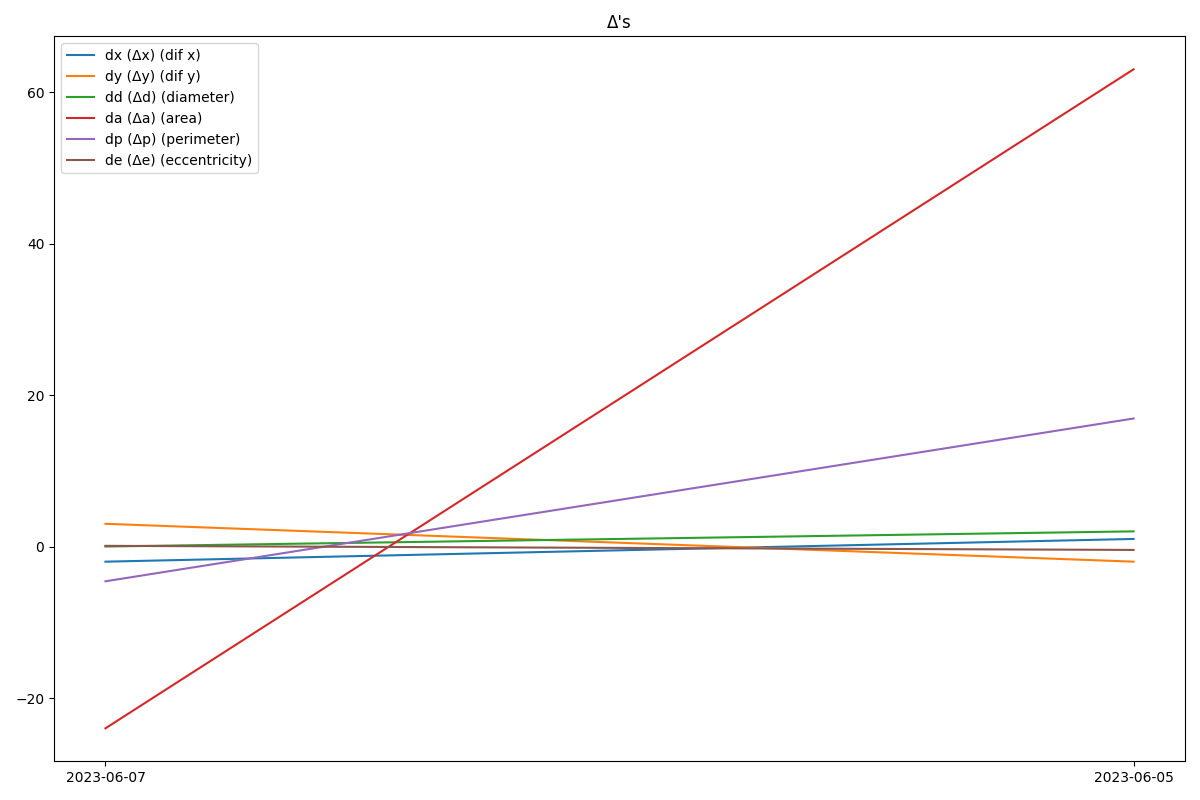 Δ's
dx (Δx) (dif x)
dy (Δy) (dif y)
dd (Δd) (diameter)
da (Δa) (area)
dp (Δp) (perimeter)
de (Δe) (eccentricity)
60
40
20
0
−20
2023-06-07
2023-06-05